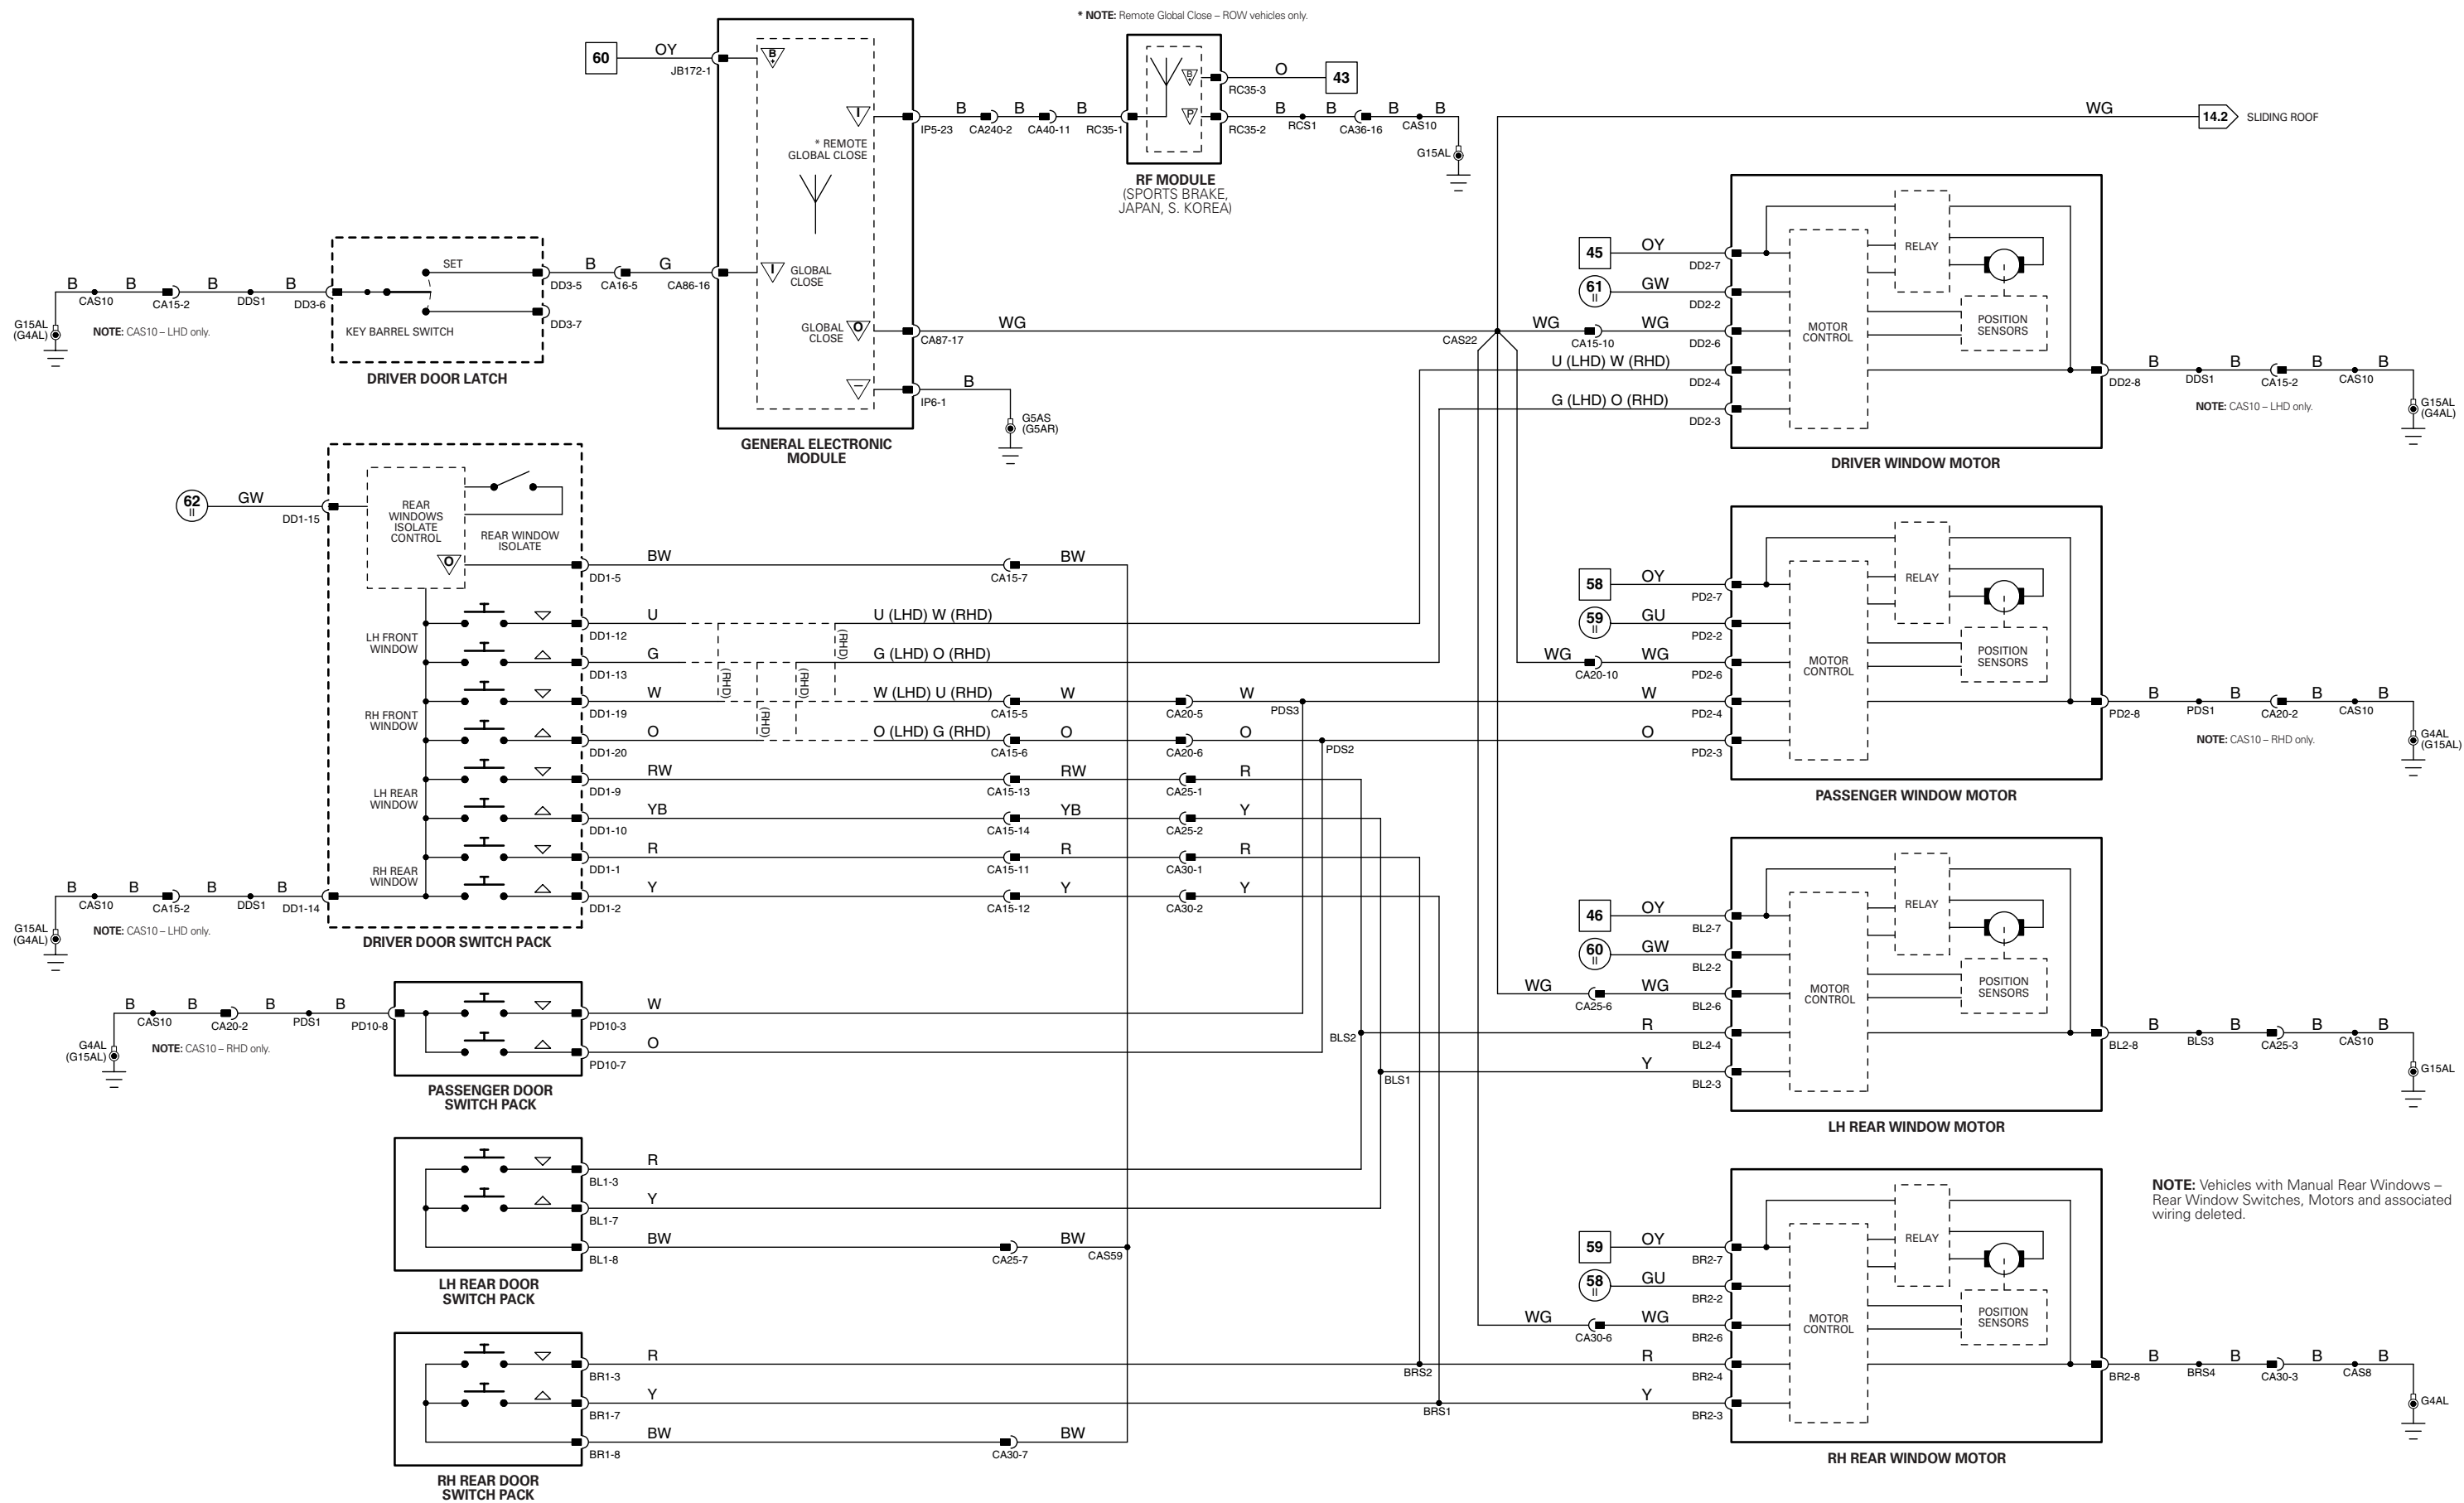 * NOTE: Remote Global Close – ROW vehicles only.
60
OY
JB172-1
B
+
I
* REMOTE
GLOBAL CLOSE
I
GLOBAL
CLOSE
GLOBAL
CLOSE
O
–
IP5-23
B
CA240-2
B
CA40-11
B
RC35-1
B
+
P
RC35-3
O
43
RC35-2
B
RCS1
B
CA36-16
B
CAS10
B
G15AL
RF MODULE
(SPORTS BRAKE,
JAPAN, S. KOREA)
WG
14.2
SLIDING ROOF
B
CAS10
B
CA15-2
B
DDS1
B
DD3-6
G15AL
(G4AL)
NOTE: CAS10 – LHD only.
SET
KEY BARREL SWITCH
DD3-5
DD3-7
B
CA16-5
G
CA86-16
DRIVER DOOR LATCH
CA87-17
WG
CAS22
IP6-1
B
G5AS
(G5AR)
GENERAL ELECTRONIC
MODULE
45
OY
DD2-7
61
II
GW
DD2-2
WG
CA15-10
WG
DD2-6
U (LHD) W (RHD)
DD2-4
G (LHD) O (RHD)
DD2-3
MOTOR
CONTROL
RELAY
POSITION
SENSORS
DD2-8
B
DDS1
B
CA15-2
B
CAS10
B
NOTE: CAS10 – LHD only.
G15AL
(G4AL)
DRIVER WINDOW MOTOR
62
II
GW
DD1-15
REAR
WINDOWS
ISOLATE
CONTROL
O
REAR WINDOW
ISOLATE
DD1-5
BW
CA15-7
BW
LH FRONT
WINDOW
DD1-12
U
U (LHD) W (RHD)
DD1-13
G
G (LHD) O (RHD)
(RHD)
(RHD)
(RHD)
(RHD)
RH FRONT
WINDOW
DD1-19
W
W (LHD) U (RHD)
CA15-5
W
CA20-5
W
PDS3
DD1-20
O
O (LHD) G (RHD)
CA15-6
O
CA20-6
O
PDS2
LH REAR
WINDOW
DD1-9
RW
CA15-13
RW
CA25-1
R
DD1-10
YB
CA15-14
YB
CA25-2
Y
RH REAR
WINDOW
DD1-1
R
CA15-11
R
CA30-1
R
DD1-2
Y
CA15-12
Y
CA30-2
Y
B
CAS10
B
CA15-2
B
DDS1
B
DD1-14
G15AL
(G4AL)
NOTE: CAS10 – LHD only.
DRIVER DOOR SWITCH PACK
58
OY
PD2-7
59
II
GU
PD2-2
WG
CA20-10
WG
PD2-6
W
PD2-4
O
PD2-3
MOTOR
CONTROL
RELAY
POSITION
SENSORS
PD2-8
B
PDS1
B
CA20-2
B
CAS10
B
NOTE: CAS10 – RHD only.
G4AL
(G15AL)
PASSENGER WINDOW MOTOR
B
CAS10
B
CA20-2
B
PDS1
B
PD10-8
G4AL
(G15AL)
NOTE: CAS10 – RHD only.
PD10-3
W
PD10-7
O
PASSENGER DOOR
SWITCH PACK
46
OY
BL2-7
60
II
GW
BL2-2
WG
CA25-6
WG
BL2-6
BLS2
R
BL2-4
BLS1
Y
BL2-3
MOTOR
CONTROL
RELAY
POSITION
SENSORS
BL2-8
B
BLS3
B
CA25-3
B
CAS10
B
G15AL
LH REAR WINDOW MOTOR
BL1-3
R
BL1-7
Y
BL1-8
BW
CA25-7
BW
CAS59
LH REAR DOOR
SWITCH PACK
NOTE: Vehicles with Manual Rear Windows –
Rear Window Switches, Motors and associated
wiring deleted.
59
OY
BR2-7
58
II
GU
BR2-2
WG
CA30-6
WG
BR2-6
R
BR2-4
Y
BR2-3
MOTOR
CONTROL
RELAY
POSITION
SENSORS
BR2-8
B
BRS4
B
CA30-3
B
CAS8
B
G4AL
RH REAR WINDOW MOTOR
BR1-3
R
BRS2
BR1-7
Y
BRS1
BR1-8
BW
CA30-7
BW
RH REAR DOOR
SWITCH PACK